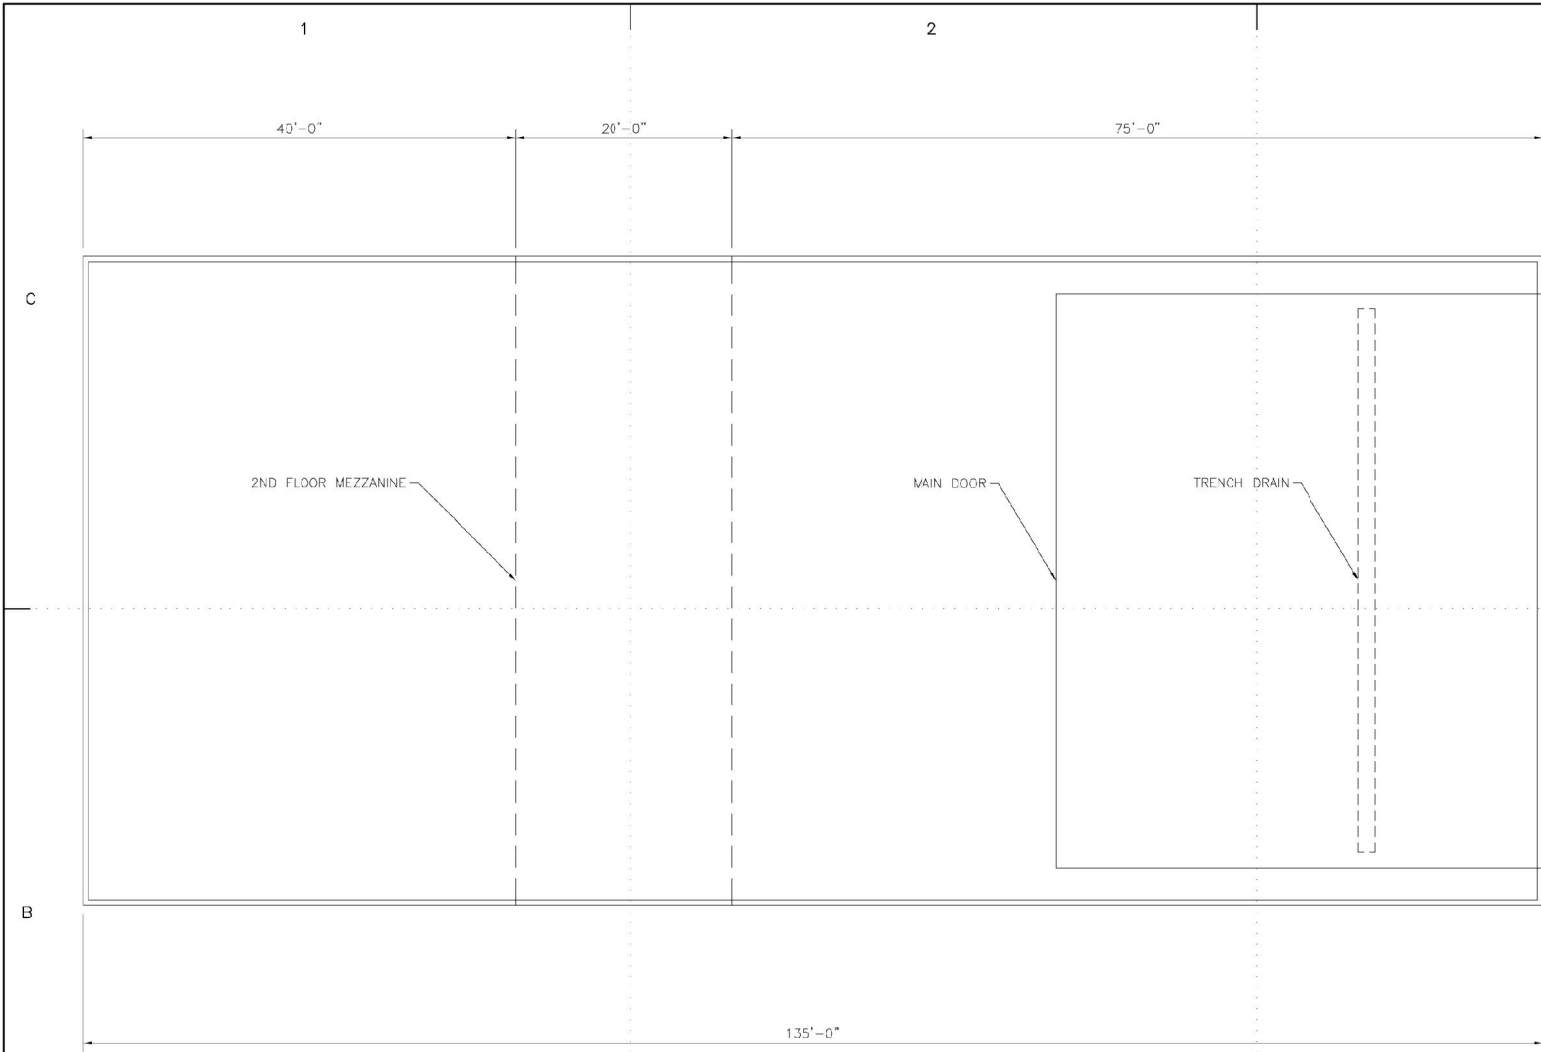 1
2
40'-0"
20'-0"
75'-0"
C
2ND FLOOR MEZZANINE
MAIN DOOR
TRENCH DRAIN
B
135'-0"